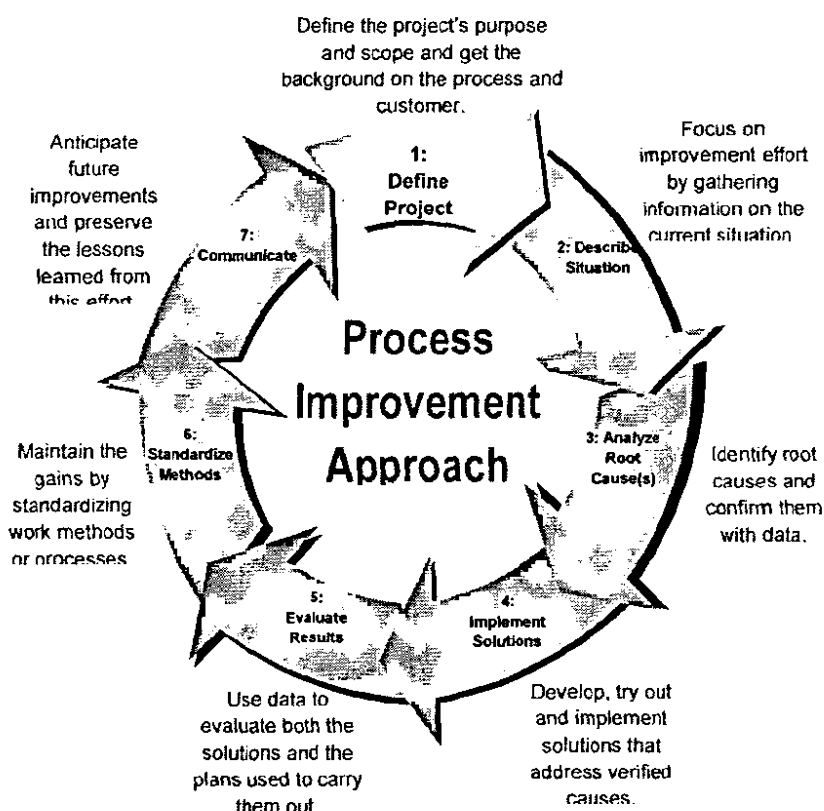 Define the project's purpose
and scope and get the
background on the process and
customer.
1:
Define
Project
Focus on
improvement effort
by gathering
information on the
current situation
2: Describe
Situation
3: Analyze
Root
Cause(s)
Identify root
causes and
confirm them
with data.
4:
Implement
Solutions
Develop, try out
and implement
solutions that
address verified
causes.
5:
Evaluate
Results
Use data to
evaluate both the
solutions and the
plans used to carry
them out
6:
Standardize
Methods
Maintain the
gains by
standardizing
work methods
or processes
7:
Communicate
Anticipate
future
improvements
and preserve
the lessons
learned from
this effort
Process
Improvement
Approach